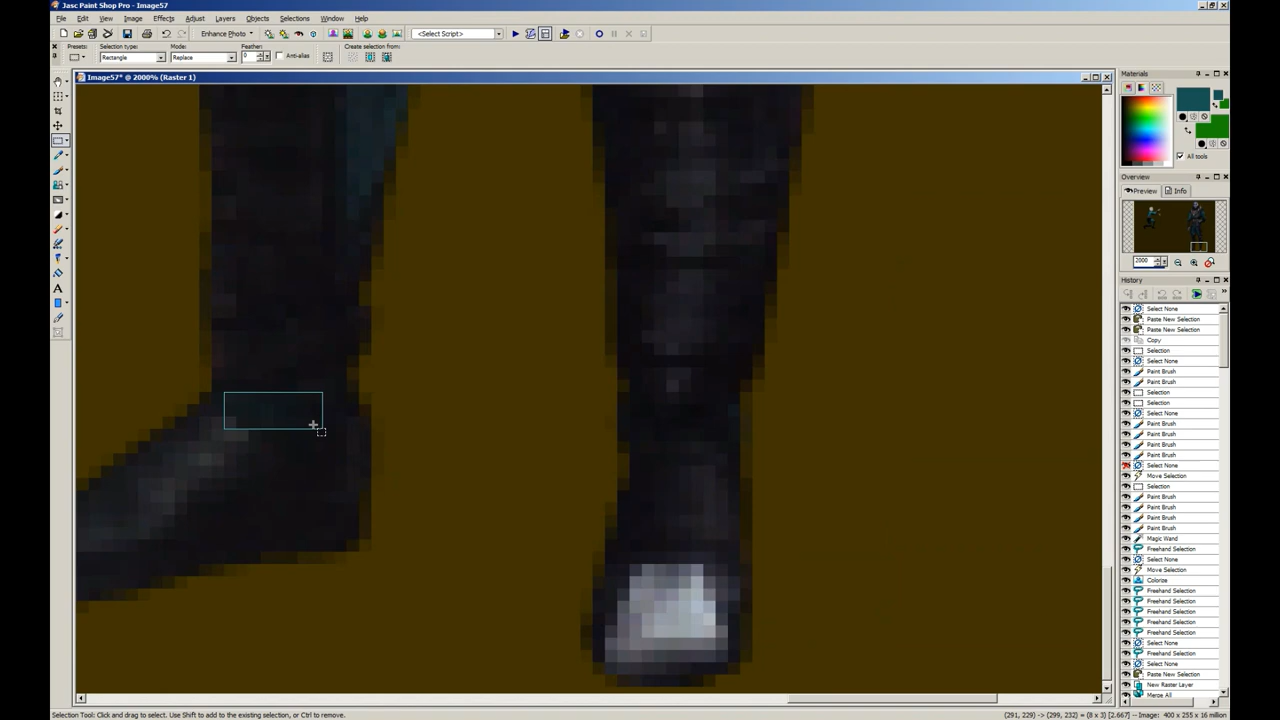 Jasc Paint Shop Pro - Image57
File Edit View Image Effects Adjust Layers Objects Selections Window Help
Enhance Photo <Select Script>
Presets: Selection type: Mode: Feather: Create selection from:
Rectangle Replace 0 Anti-alias
Image57* @ 2000% (Raster 1)
Materials
All tools
Overview
Preview Info
2000
History
Select None
Paste New Selection
Paste New Selection
Copy
Selection
Select None
Paint Brush
Paint Brush
Selection
Selection
Select None
Paint Brush
Paint Brush
Paint Brush
Paint Brush
Select None
Move Selection
Selection
Paint Brush
Paint Brush
Paint Brush
Paint Brush
Magic Wand
Freehand Selection
Select None
Move Selection
Colorize
Freehand Selection
Freehand Selection
Freehand Selection
Freehand Selection
Freehand Selection
Select None
Freehand Selection
Select None
Paste New Selection
New Raster Layer
Merge All
Selection Tool: Click and drag to select. Use Shift to add to the existing selection, or Ctrl to remove.
(291, 229) -> (299, 232) = (8 x 3) [2.667] -- Image: 400 x 255 x 16 million